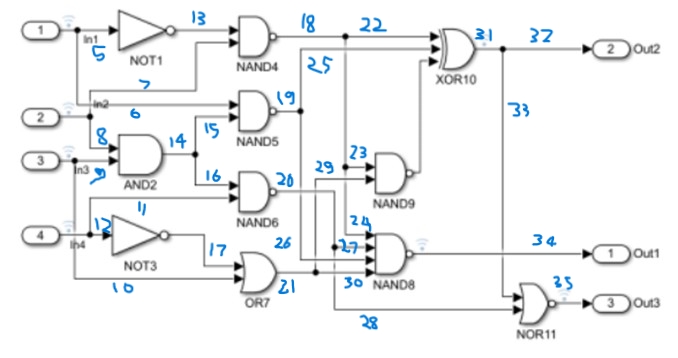 1 5 In1 13 NOT1 18 NAND4 22 31 XOR10 32 2 Out2
7 25
2 In2 6 19 33
8 14 15 NAND5
3 In3 9 AND2 16 20 29 23 NAND9
11 NAND6
4 12 In4 NOT3 17 26 24 27 34 1 Out1
10 OR7 21 30 NAND8 35 3 Out3
28 NOR11